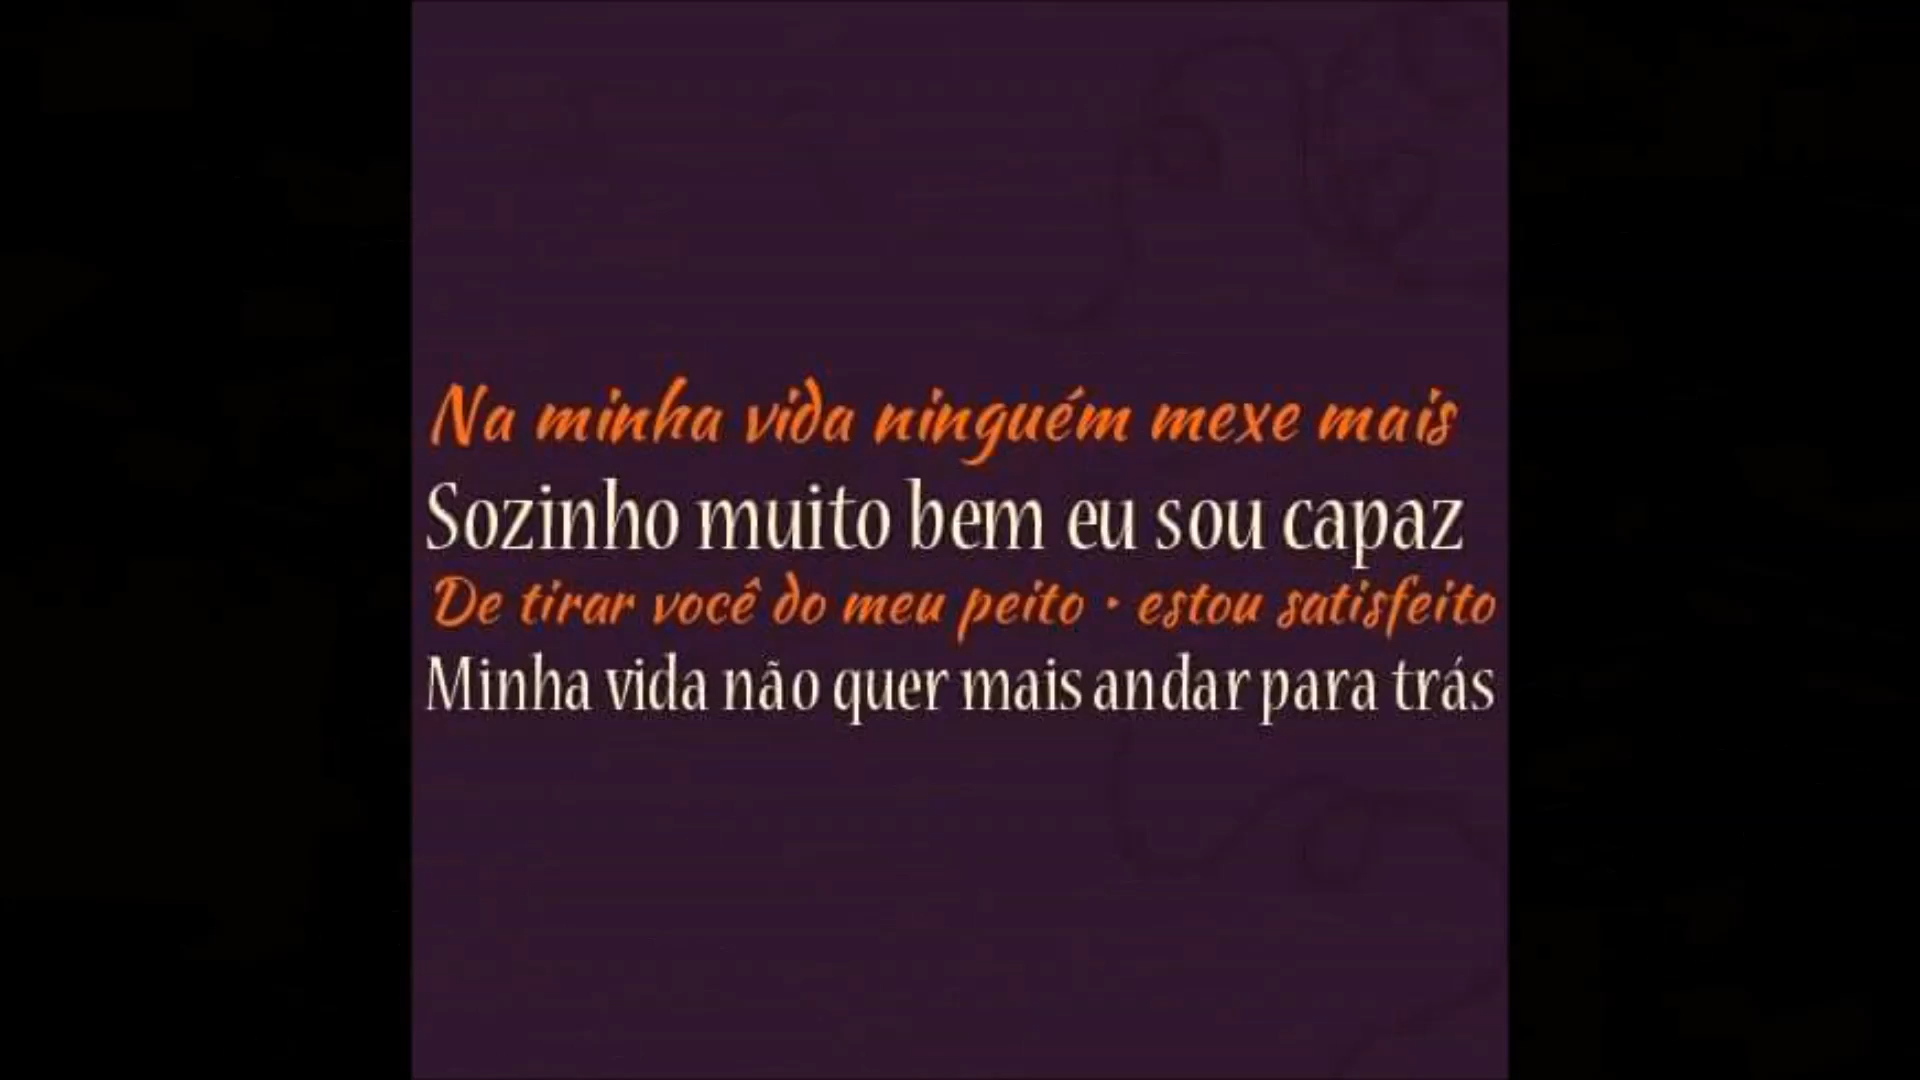 Na minha vida ninguém mexe mais
Sozinho muito bem eu sou capaz
De tirar você do meu peito · estou satisfeito
Minha vida não quer mais andar para trás